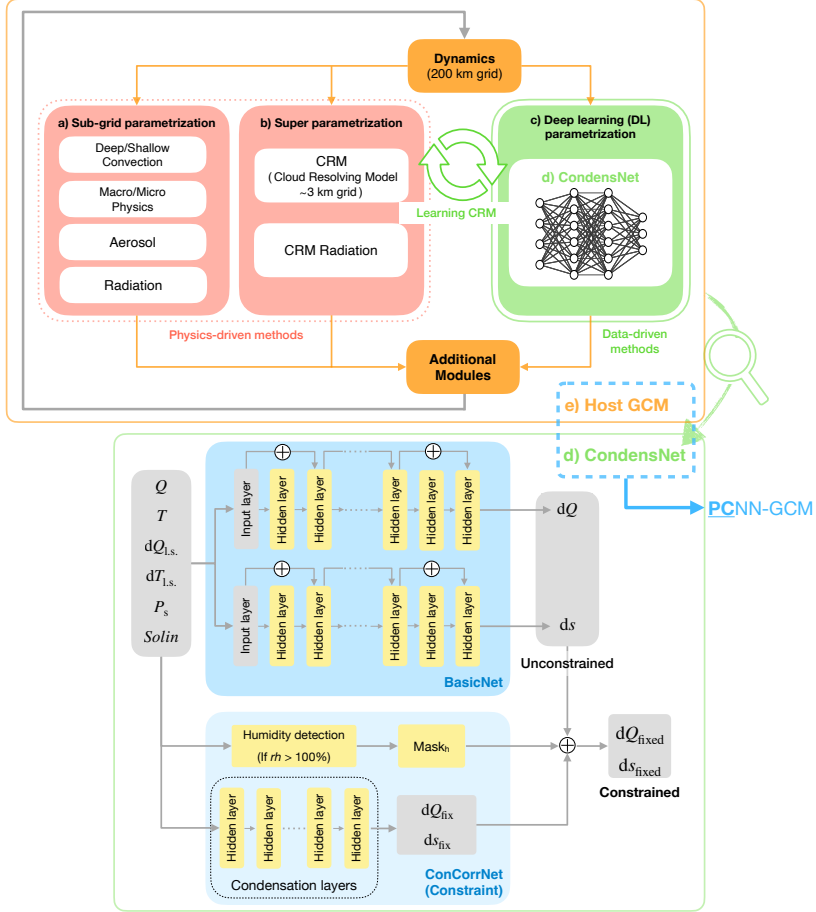 Dynamics
(200 km grid)
a) Sub-grid parametrization
Deep/Shallow
Convection
Macro/Micro
Physics
Aerosol
Radiation
b) Super parametrization
CRM
( Cloud Resolving Model
~3 km grid )
CRM Radiation
Learning CRM
c) Deep learning (DL)
parametrization
d) CondensNet
Physics-driven methods
Data-driven
methods
Additional
Modules
e) Host GCM
d) CondensNet
PCNN-GCM
Q
T
dQl.s.
dTl.s.
Ps
Solin
Input layer
Hidden layer
Hidden layer
Hidden layer
Hidden layer
Hidden layer
Input layer
Hidden layer
Hidden layer
Hidden layer
Hidden layer
Hidden layer
BasicNet
dQ
ds
Unconstrained
Humidity detection
(If rh > 100%)
Maskh
Hidden layer
Hidden layer
Hidden layer
Hidden layer
Condensation layers
dQfix
dsfix
ConCorrNet
(Constraint)
dQfixed
dsfixed
Constrained